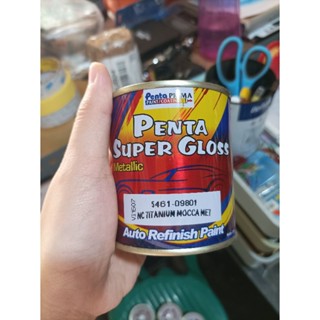 Penta PRIMA
PENTA
SUPER GLOSS
Metallic
5461-09801
NC TITANIUM MOCCA MET
Auto Refinish Paint